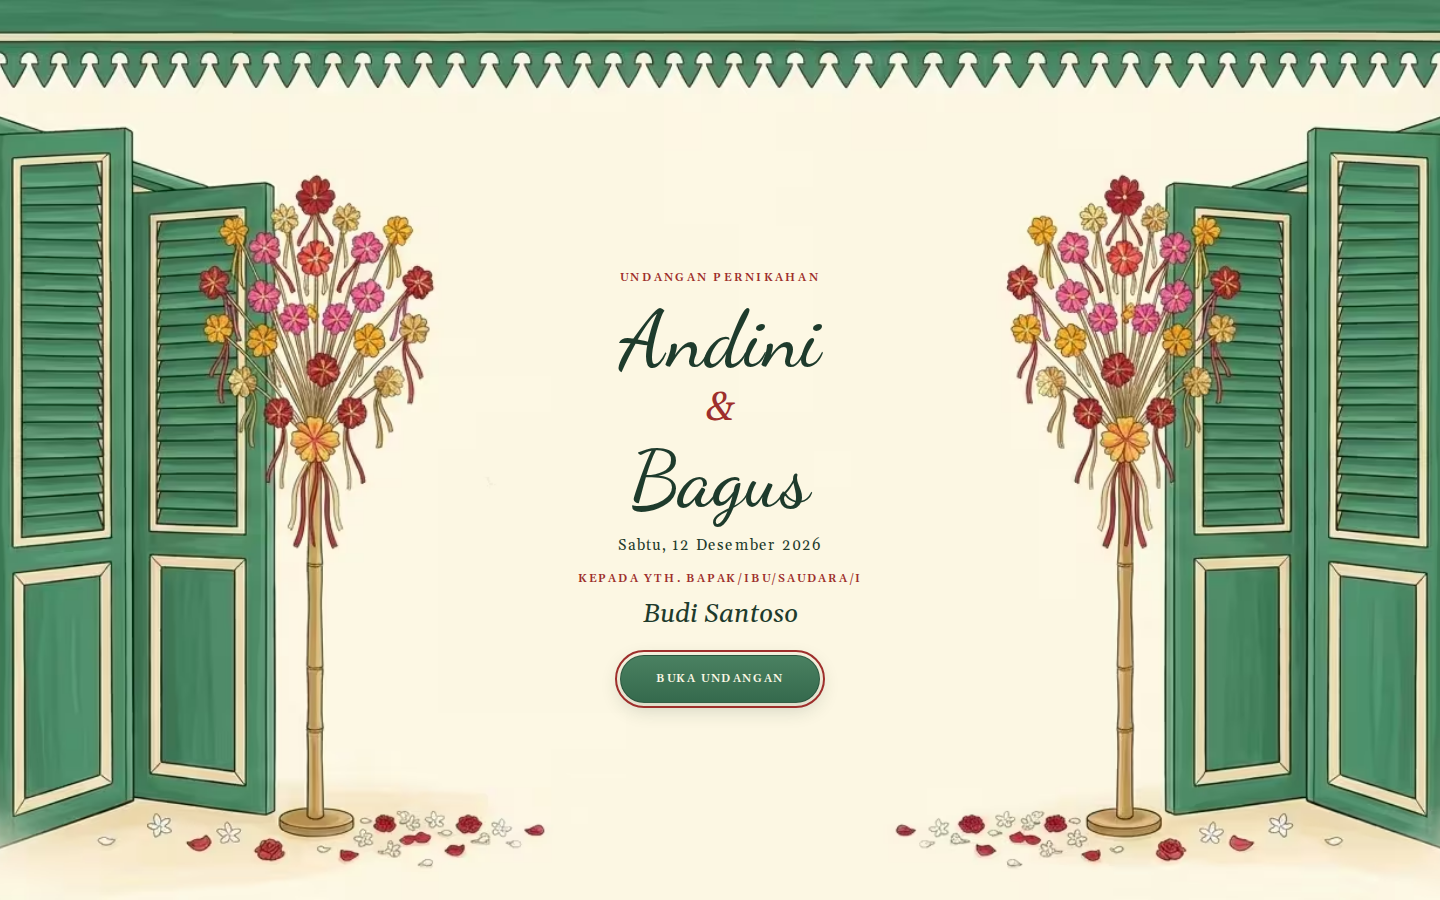 UNDANGAN PERNIKAHAN
Andini
&
Bagus
Sabtu, 12 Desember 2026
KEPADA YTH. BAPAK/IBU/SAUDARA/I
Budi Santoso
BUKA UNDANGAN